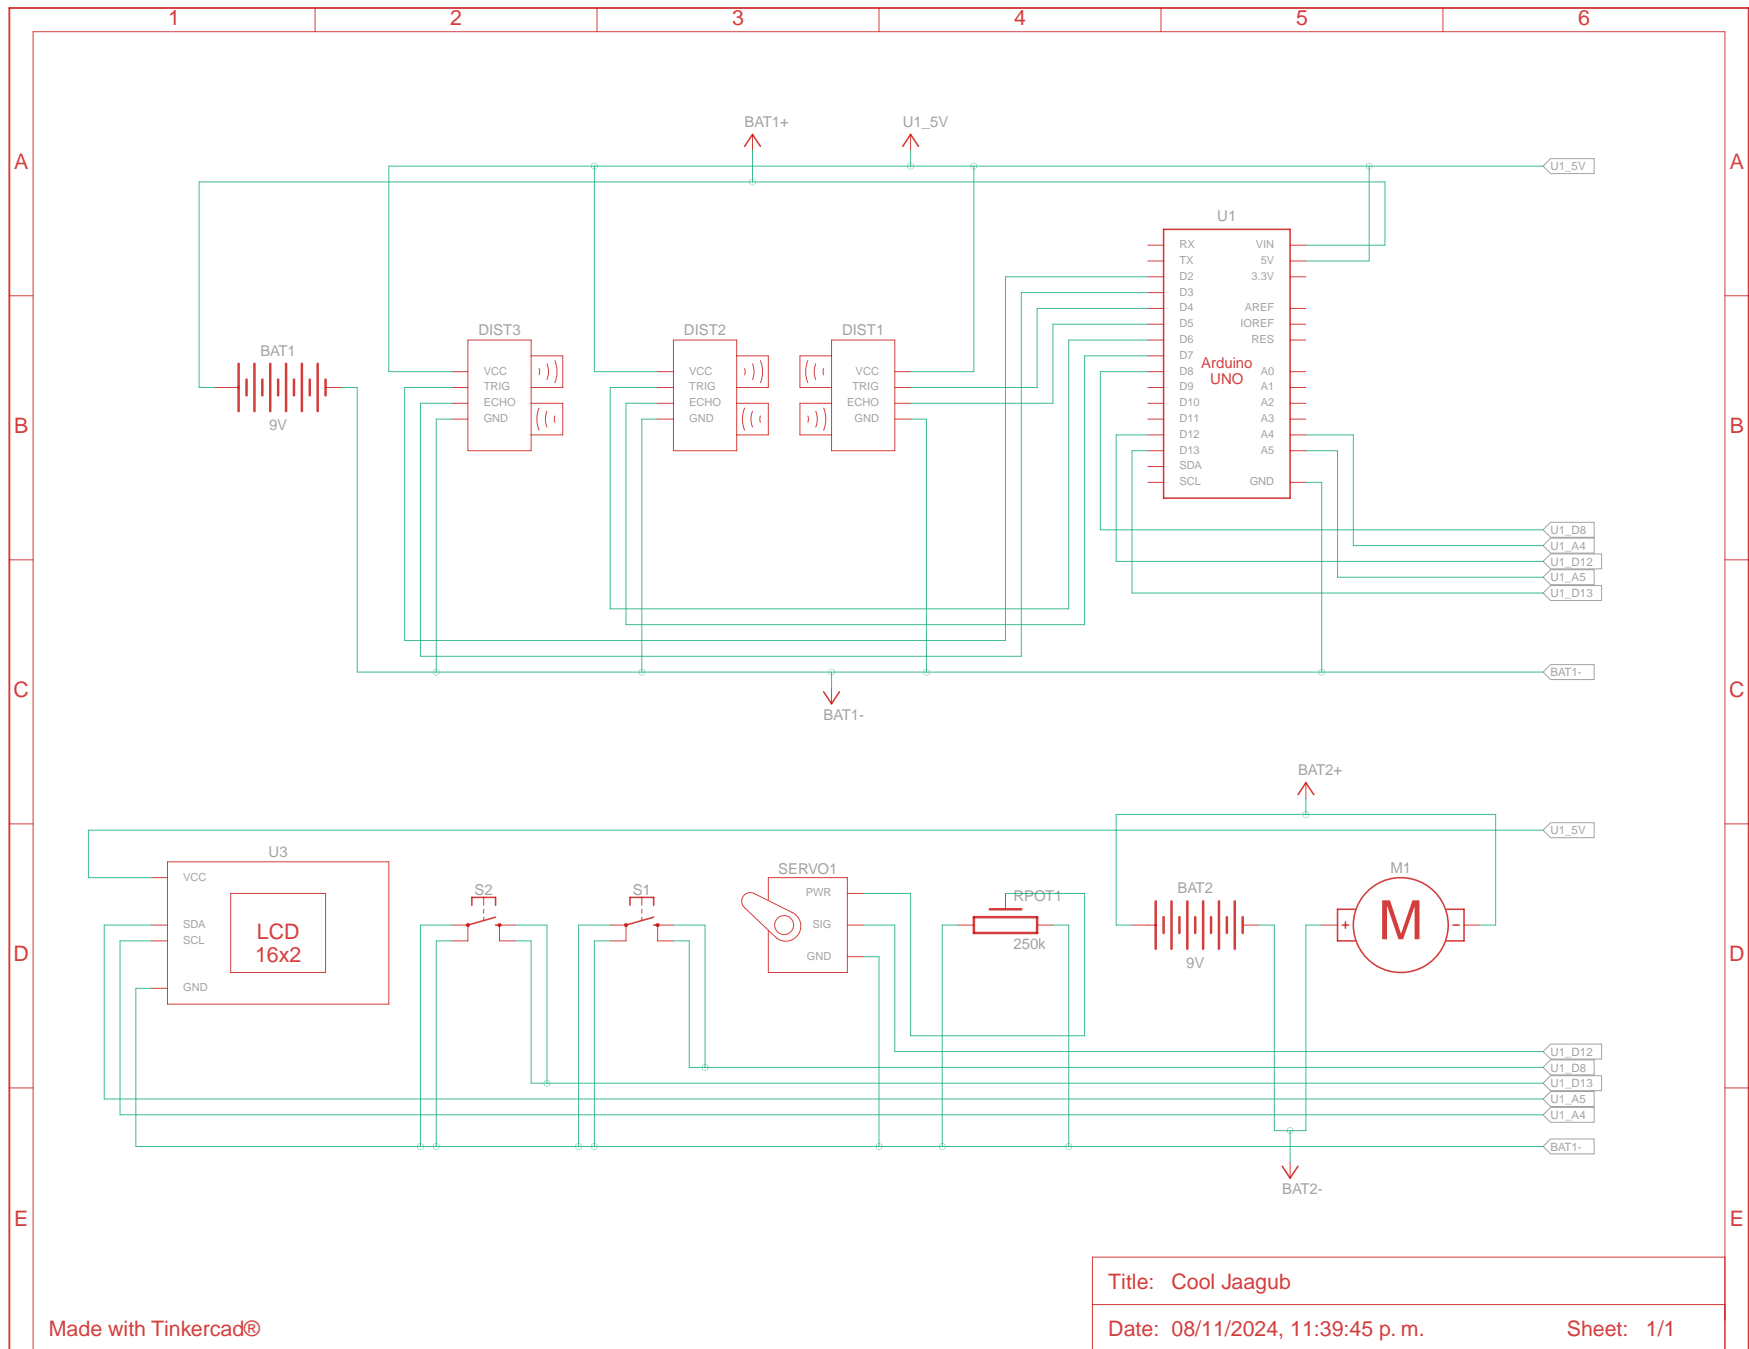 1 2 3 4 5 6
BAT1+ U1_5V
A A
U1_5V
U1
RX VIN
TX 5V
D2 3.3V
D3
D4 AREF
D5 IOREF
D6 RES
D7
Arduino
UNO
D8 A0
D9 A1
D10 A2
D11 A3
D12 A4
D13 A5
SDA
SCL GND
DIST3 DIST2 DIST1
BAT1
9V
VCC VCC VCC
TRIG TRIG TRIG
ECHO ECHO ECHO
GND GND GND
B B
U1_D8
U1_A4
U1_D12
U1_A5
U1_D13
BAT1-
C C
BAT1-
BAT2+
U1_5V
U3
VCC
SDA
SCL
GND
LCD
16x2
S2 S1
SERVO1
PWR
SIG
GND
RPOT1
250k
BAT2
9V
M1
+ M -
D D
U1_D12
U1_D8
U1_D13
U1_A5
U1_A4
BAT1-
BAT2-
E E
Title: Cool Jaagub
Made with Tinkercad®
Date: 08/11/2024, 11:39:45 p. m. Sheet: 1/1